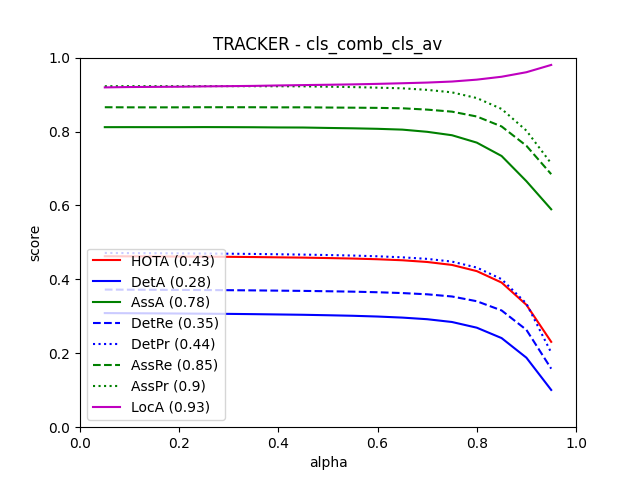 TRACKER - cls_comb_cls_av
1.0
0.8
0.6
0.4
0.2
0.0
score
HOTA (0.43)
DetA (0.28)
AssA (0.78)
DetRe (0.35)
DetPr (0.44)
AssRe (0.85)
AssPr (0.9)
LocA (0.93)
0.0 0.2 0.4 0.6 0.8 1.0
alpha